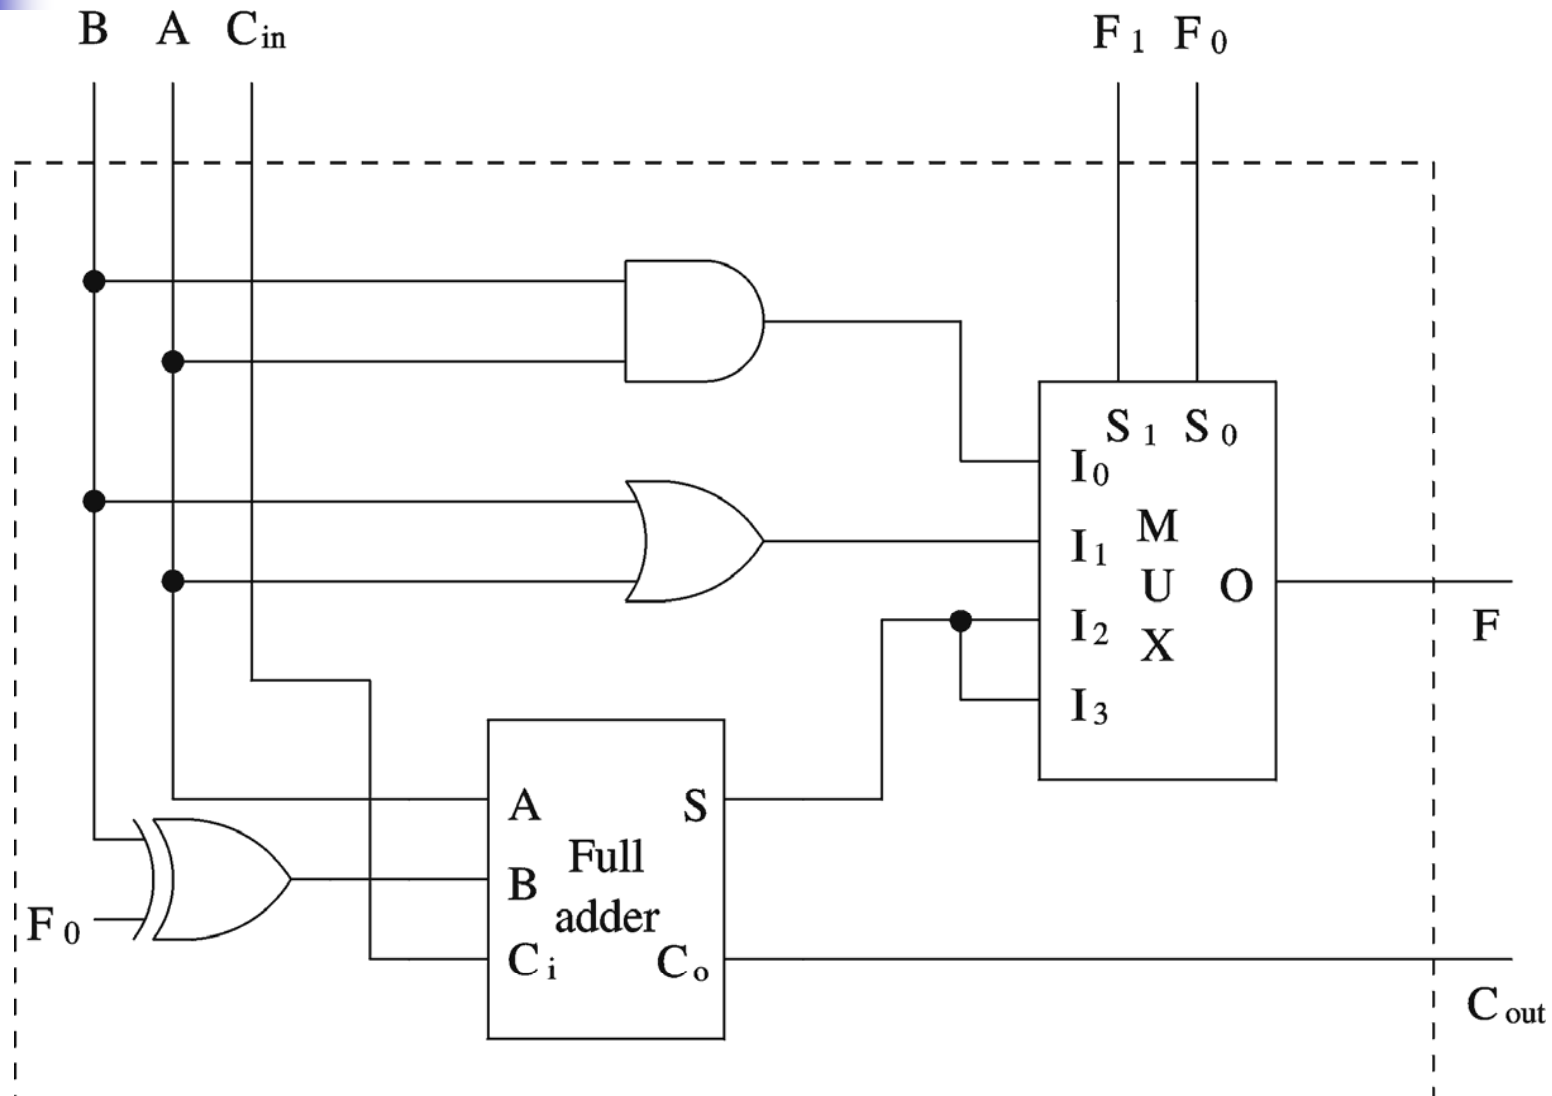 B A Cin F1 F0
S1 S0
I0
I1
I2
I3
M
U
X
O
F
A
B
Ci
Full
adder
S
Co
F0
Cout